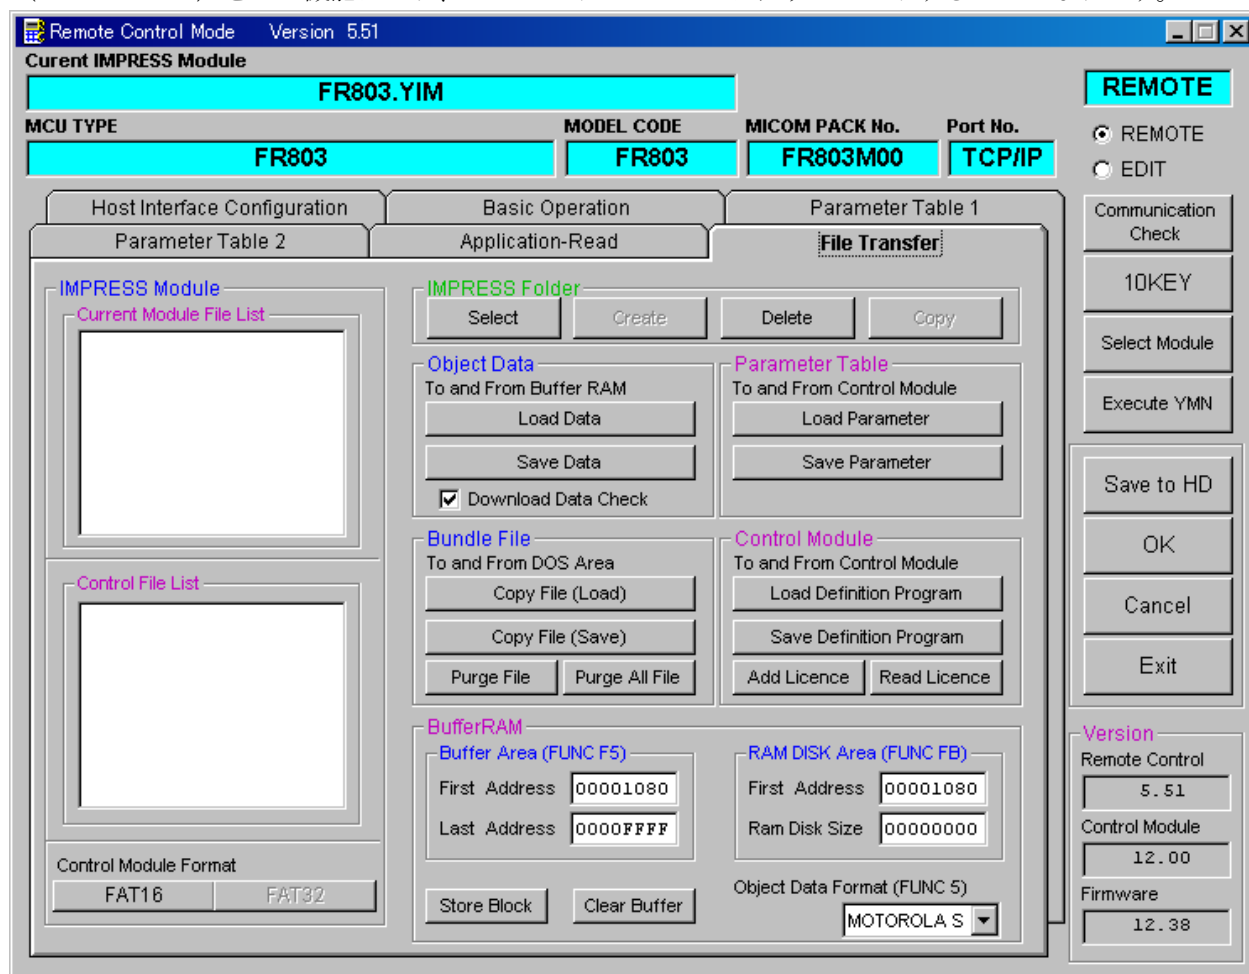 Remote Control Mode Version 5.51
Curent IMPRESS Module
FR803.YIM
REMOTE
MCU TYPE
MODEL CODE
MICOM PACK No.
Port No.
FR803
FR803
FR803M00
TCP/IP
REMOTE
EDIT
Host Interface Configuration
Basic Operation
Parameter Table 1
Parameter Table 2
Application-Read
File Transfer
Communication
Check
10KEY
Select Module
Execute YMN
Save to HD
OK
Cancel
Exit
IMPRESS Module
Current Module File List
Control File List
Control Module Format
FAT16
FAT32
IMPRESS Folder
Select
Create
Delete
Copy
Object Data
To and From Buffer RAM
Load Data
Save Data
Download Data Check
Parameter Table
To and From Control Module
Load Parameter
Save Parameter
Bundle File
To and From DOS Area
Copy File (Load)
Copy File (Save)
Purge File
Purge All File
Control Module
To and From Control Module
Load Definition Program
Save Definition Program
Add Licence
Read Licence
BufferRAM
Buffer Area (FUNC F5)
First Address 00001080
Last Address 0000FFFF
RAM DISK Area (FUNC FB)
First Address 00001080
Ram Disk Size 00000000
Store Block
Clear Buffer
Object Data Format (FUNC 5)
MOTOROLA S
Version
Remote Control
5.51
Control Module
12.00
Firmware
12.38